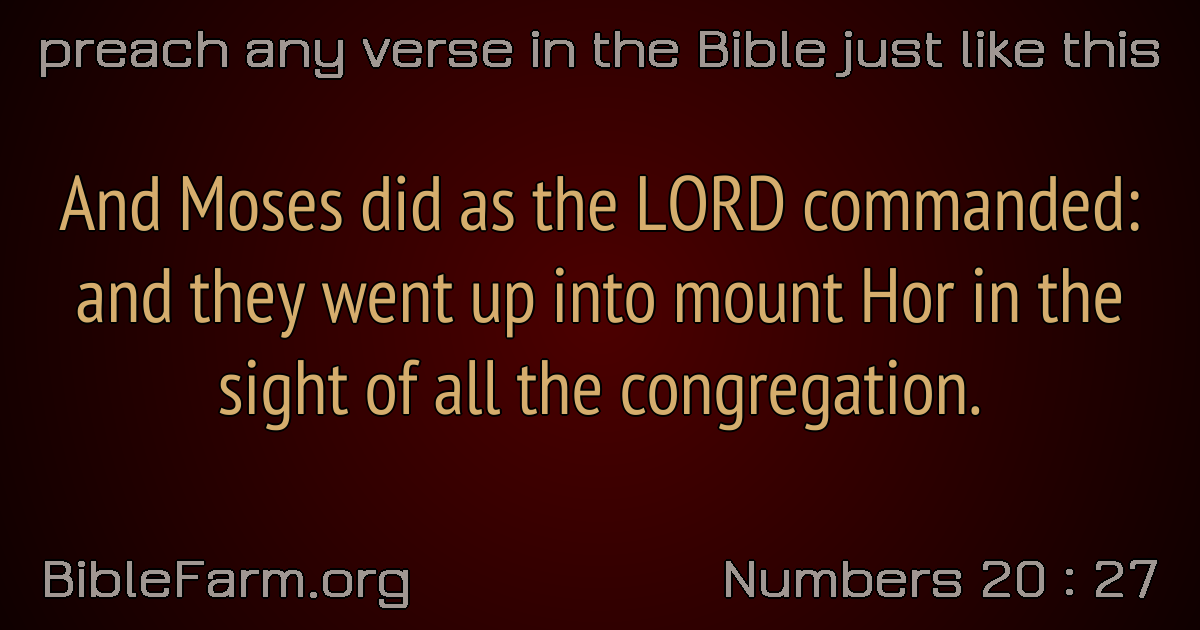 preach any verse in the Bible just like this
And Moses did as the LORD commanded:
and they went up into mount Hor in the
sight of all the congregation.
BibleFarm.org
Numbers 20 : 27